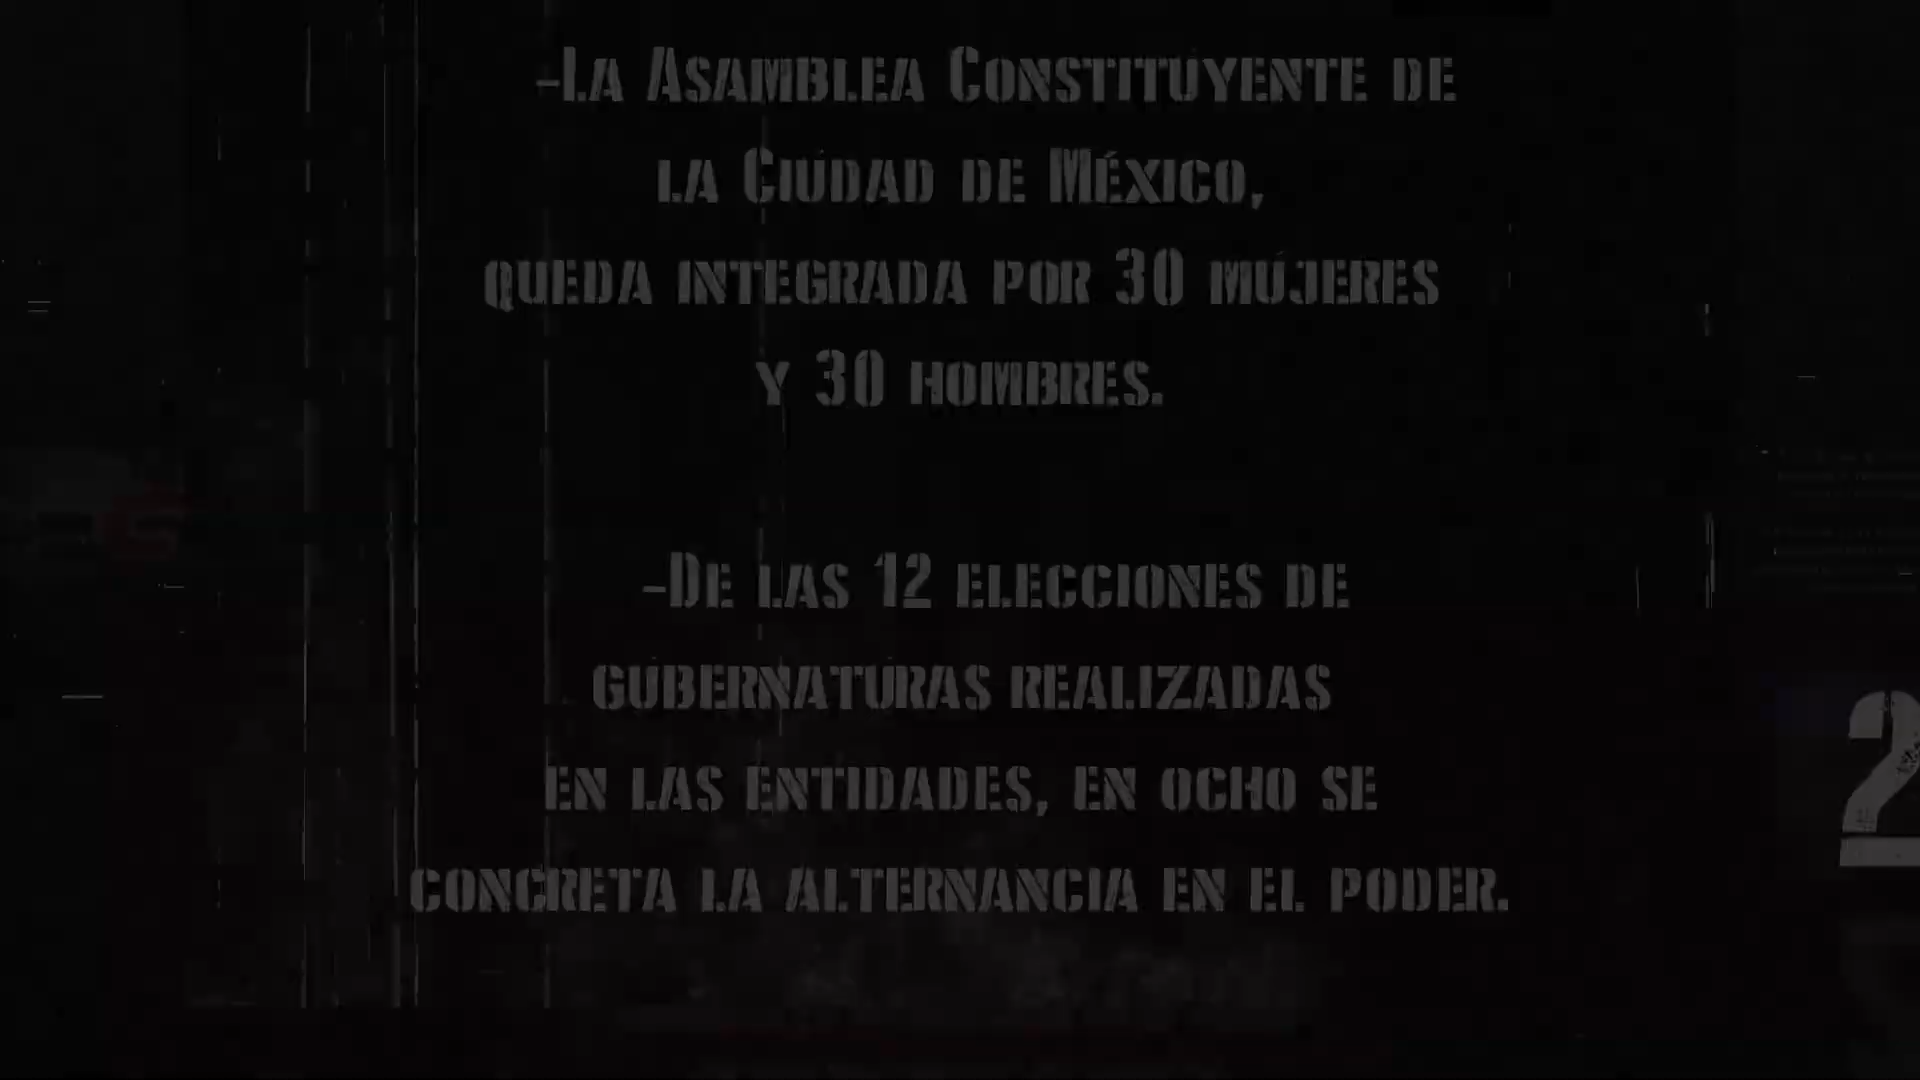 -La Asamblea Constituyente de
la Ciudad de México,
queda integrada por 30 mujeres
y 30 hombres.
-De las 12 elecciones de
gubernaturas realizadas
en las entidades, en ocho se
concreta la alternancia en el poder.
2